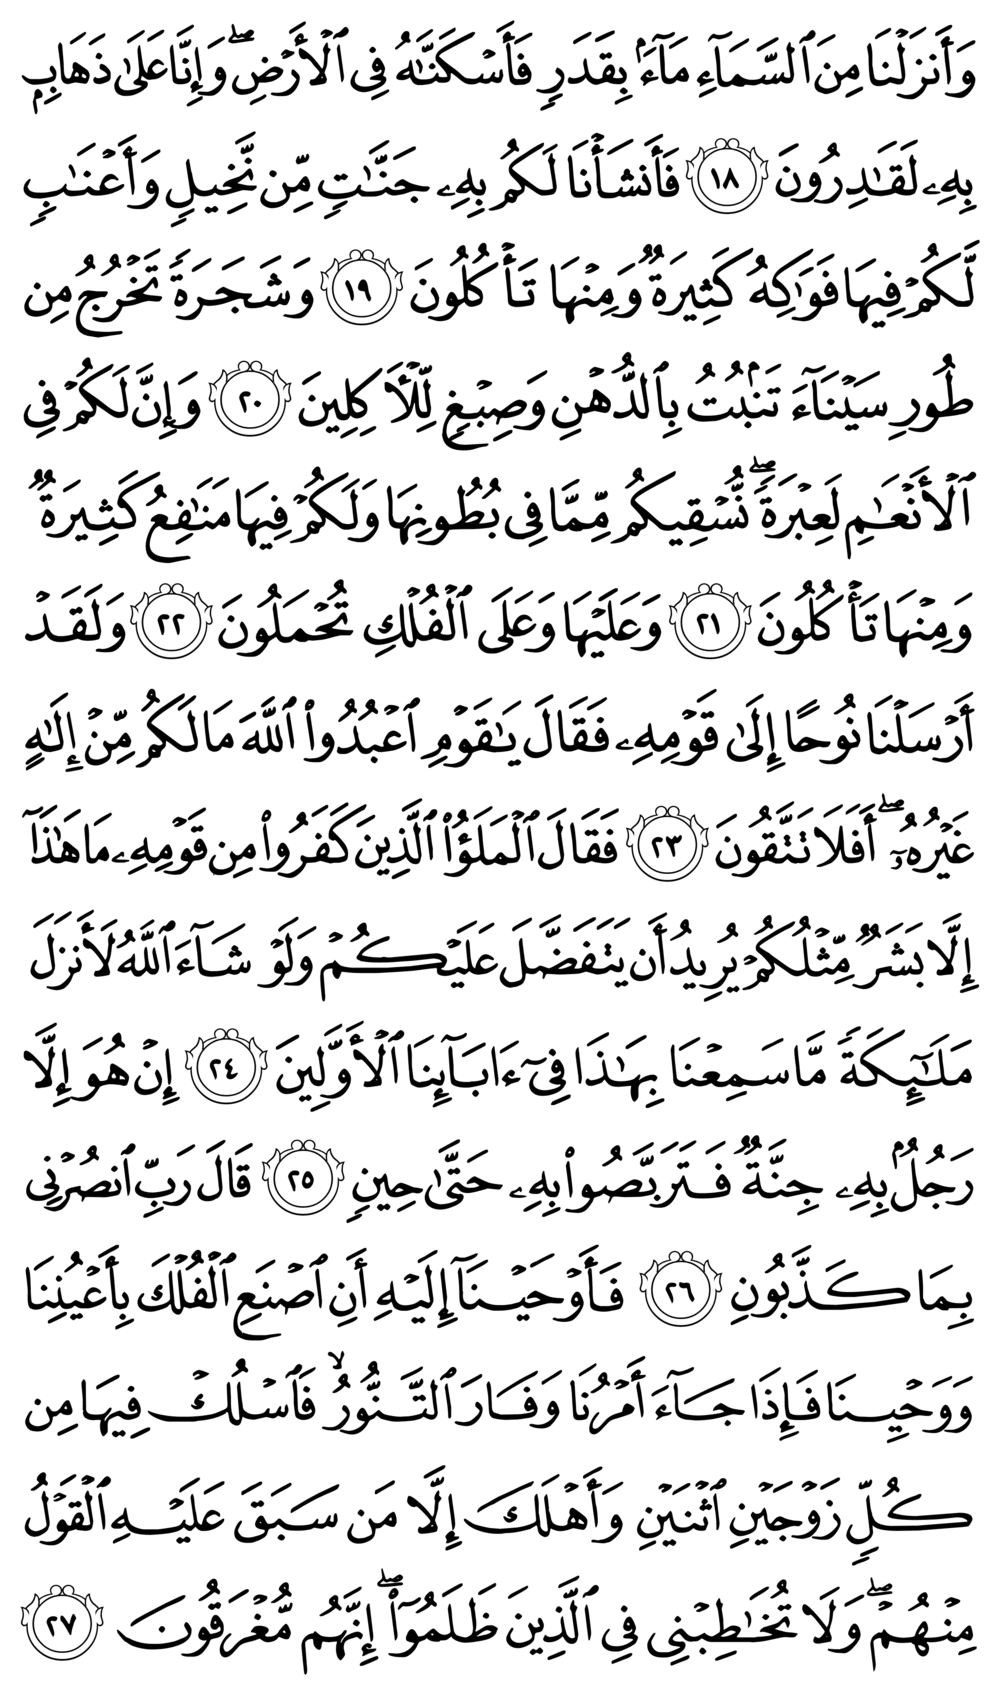 وَأَنزَلْنَا مِنَ ٱلسَّمَآءِ مَآءًۢ بِقَدَرٍ فَأَسْكَنَّـٰهُ فِى ٱلْأَرْضِ ۖ وَإِنَّا عَلَىٰ ذَهَابٍۭ
بِهِۦ لَقَـٰدِرُونَ ١٨ فَأَنشَأْنَا لَكُم بِهِۦ جَنَّـٰتٍ مِّن نَّخِيلٍ وَأَعْنَـٰبٍ
لَّكُمْ فِيهَا فَوَٰكِهُ كَثِيرَةٌ وَمِنْهَا تَأْكُلُونَ ١٩ وَشَجَرَةً تَخْرُجُ مِن
طُورِ سَيْنَآءَ تَنۢبُتُ بِٱلدُّهْنِ وَصِبْغٍ لِّلْـَٔاكِلِينَ ٢٠ وَإِنَّ لَكُمْ فِى
ٱلْأَنْعَـٰمِ لَعِبْرَةً ۖ نُّسْقِيكُم مِّمَّا فِى بُطُونِهَا وَلَكُمْ فِيهَا مَنَـٰفِعُ كَثِيرَةٌ
وَمِنْهَا تَأْكُلُونَ ٢١ وَعَلَيْهَا وَعَلَى ٱلْفُلْكِ تُحْمَلُونَ ٢٢ وَلَقَدْ
أَرْسَلْنَا نُوحًا إِلَىٰ قَوْمِهِۦ فَقَالَ يَـٰقَوْمِ ٱعْبُدُوا۟ ٱللَّهَ مَا لَكُم مِّنْ إِلَـٰهٍ
غَيْرُهُۥٓ ۖ أَفَلَا تَتَّقُونَ ٢٣ فَقَالَ ٱلْمَلَؤُا۟ ٱلَّذِينَ كَفَرُوا۟ مِن قَوْمِهِۦ مَا هَـٰذَآ
إِلَّا بَشَرٌ مِّثْلُكُمْ يُرِيدُ أَن يَتَفَضَّلَ عَلَيْكُمْ وَلَوْ شَآءَ ٱللَّهُ لَأَنزَلَ
مَلَـٰٓئِكَةً مَّا سَمِعْنَا بِهَـٰذَا فِىٓ ءَابَآئِنَا ٱلْأَوَّلِينَ ٢٤ إِنْ هُوَ إِلَّا
رَجُلٌۢ بِهِۦ جِنَّةٌ فَتَرَبَّصُوا۟ بِهِۦ حَتَّىٰ حِينٍ ٢٥ قَالَ رَبِّ ٱنصُرْنِى
بِمَا كَذَّبُونِ ٢٦ فَأَوْحَيْنَآ إِلَيْهِ أَنِ ٱصْنَعِ ٱلْفُلْكَ بِأَعْيُنِنَا
وَوَحْيِنَا فَإِذَا جَآءَ أَمْرُنَا وَفَارَ ٱلتَّنُّورُ ۙ فَٱسْلُكْ فِيهَا مِن
كُلٍّ زَوْجَيْنِ ٱثْنَيْنِ وَأَهْلَكَ إِلَّا مَن سَبَقَ عَلَيْهِ ٱلْقَوْلُ
مِنْهُمْ ۖ وَلَا تُخَـٰطِبْنِى فِى ٱلَّذِينَ ظَلَمُوٓا۟ ۖ إِنَّهُم مُّغْرَقُونَ ٢٧